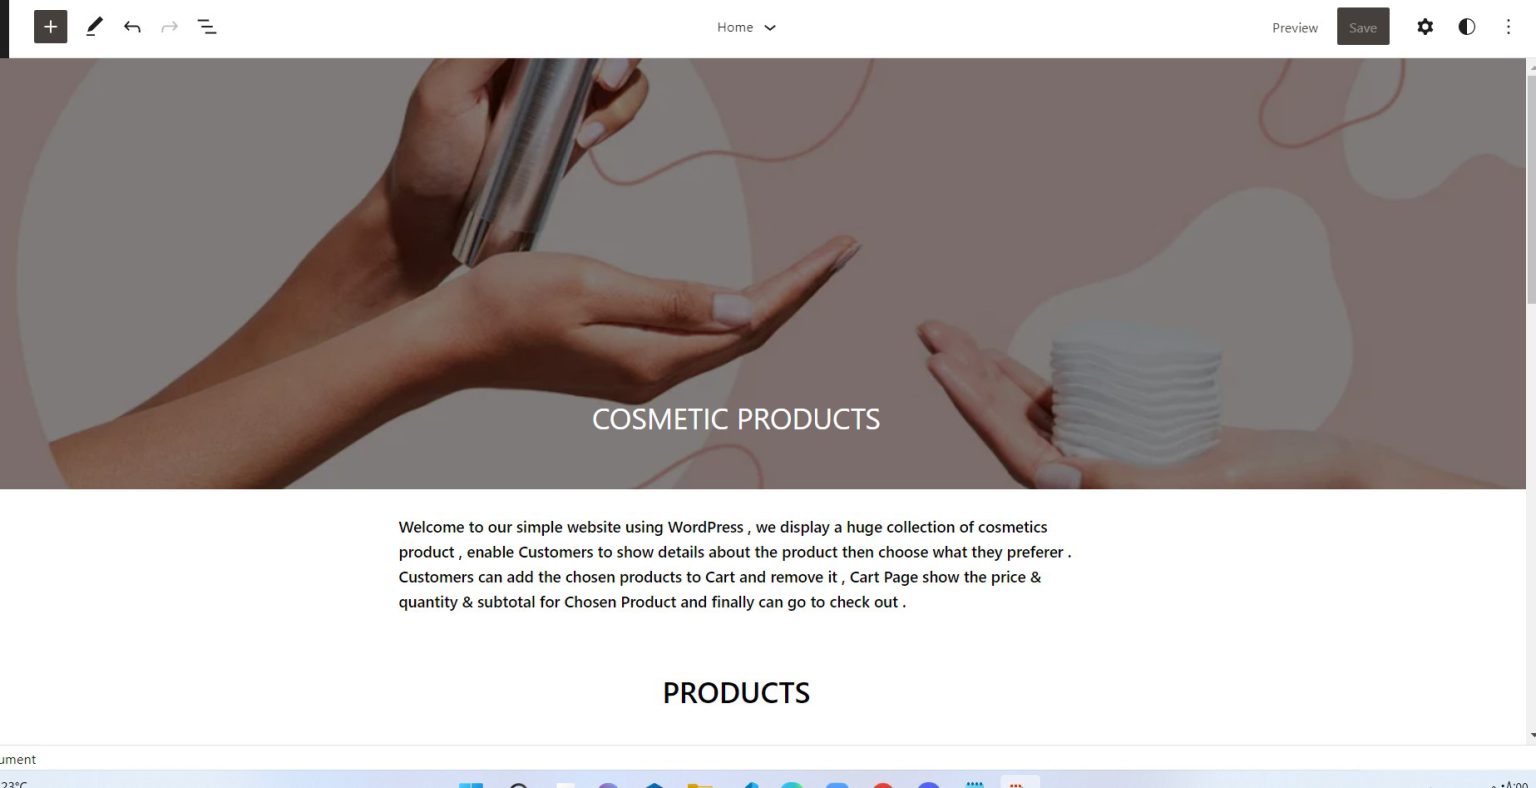 Home
Preview
Save
COSMETIC PRODUCTS
Welcome to our simple website using WordPress , we display a huge collection of cosmetics
product , enable Customers to show details about the product then choose what they preferer .
Customers can add the chosen products to Cart and remove it , Cart Page show the price &
quantity & subtotal for Chosen Product and finally can go to check out .
PRODUCTS
ument
23°C